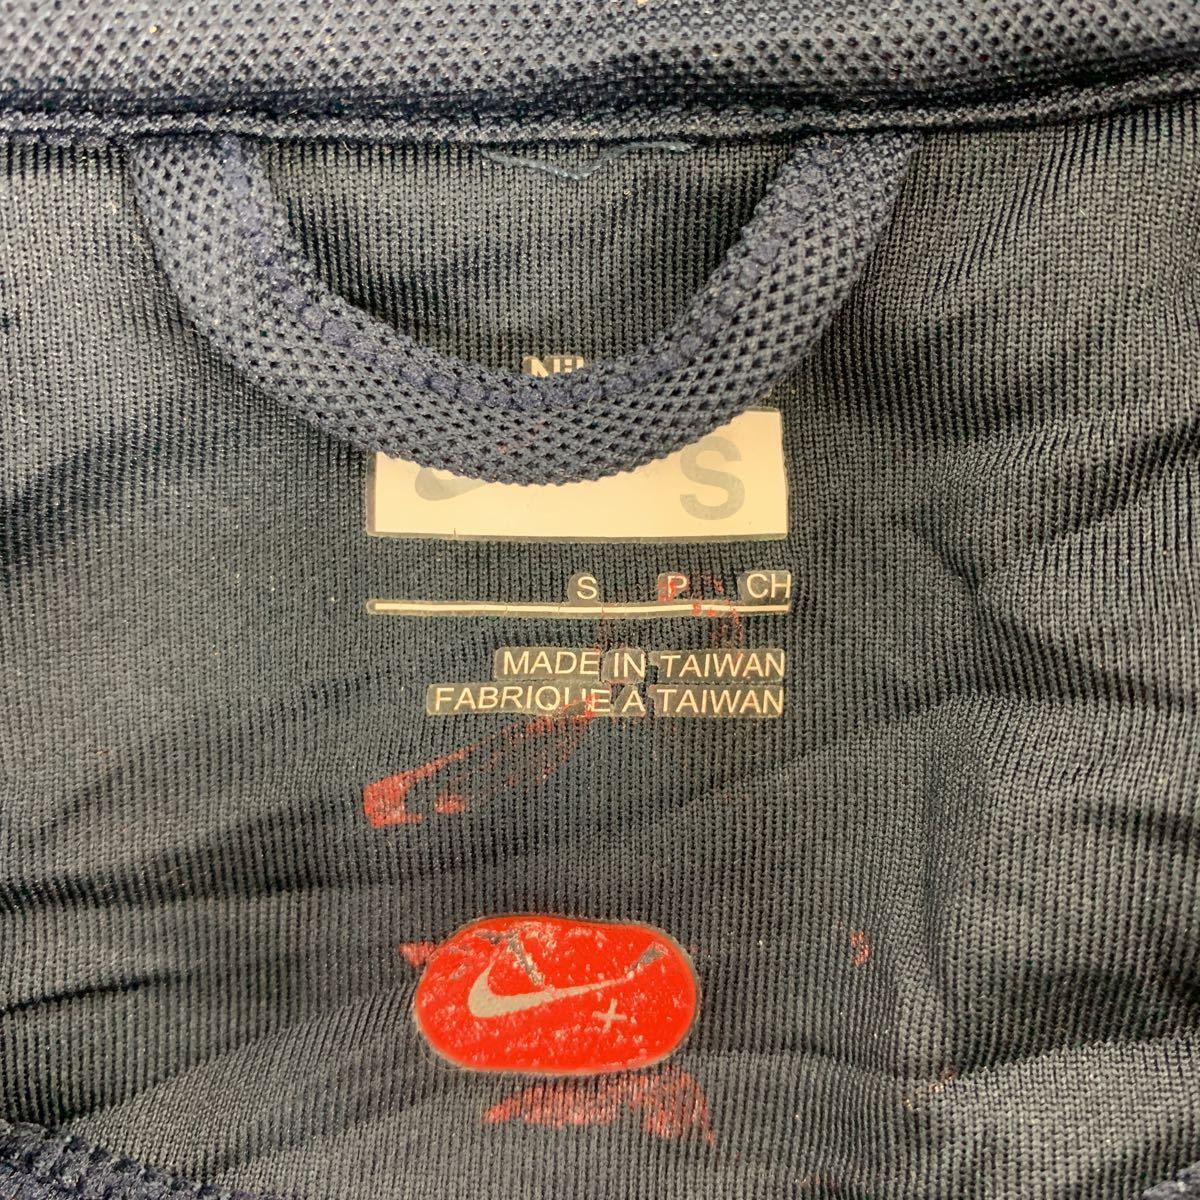 S
S P CH
MADE IN TAIWAN
FABRIQUE A TAIWAN
+